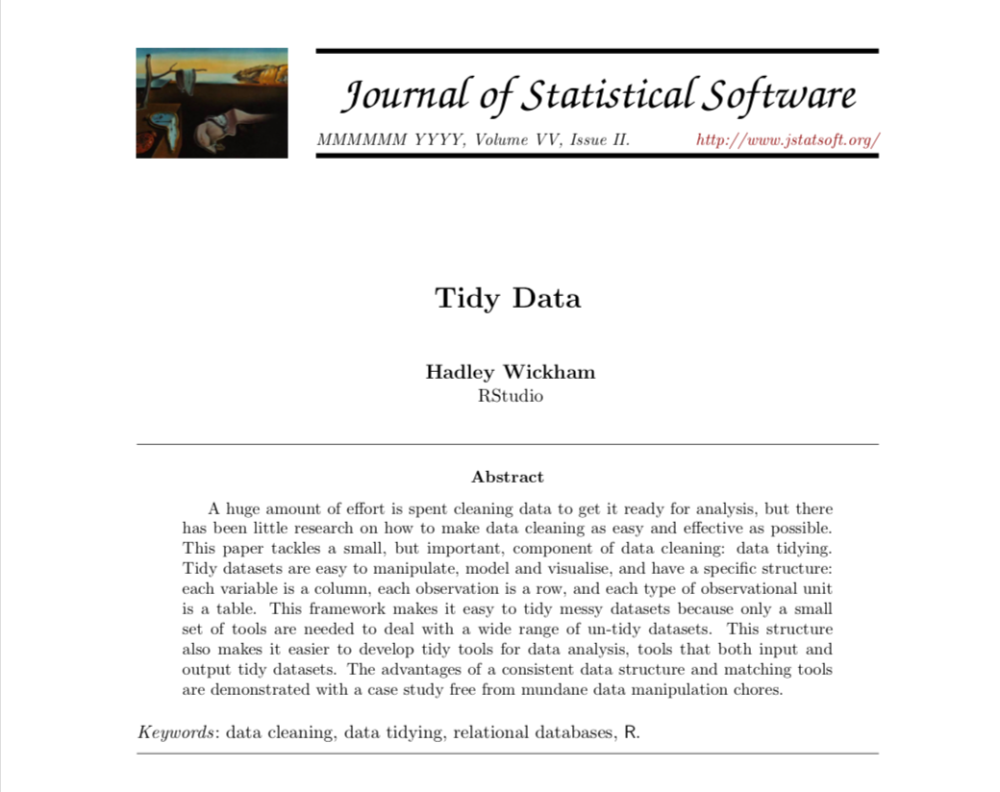 Journal of Statistical Software
MMMMMM YYYY, Volume VV, Issue II. http://www.jstatsoft.org/
Tidy Data
Hadley Wickham
RStudio
Abstract
A huge amount of effort is spent cleaning data to get it ready for analysis, but there
has been little research on how to make data cleaning as easy and effective as possible.
This paper tackles a small, but important, component of data cleaning: data tidying.
Tidy datasets are easy to manipulate, model and visualise, and have a specific structure:
each variable is a column, each observation is a row, and each type of observational unit
is a table. This framework makes it easy to tidy messy datasets because only a small
set of tools are needed to deal with a wide range of un-tidy datasets. This structure
also makes it easier to develop tidy tools for data analysis, tools that both input and
output tidy datasets. The advantages of a consistent data structure and matching tools
are demonstrated with a case study free from mundane data manipulation chores.
Keywords: data cleaning, data tidying, relational databases, R.